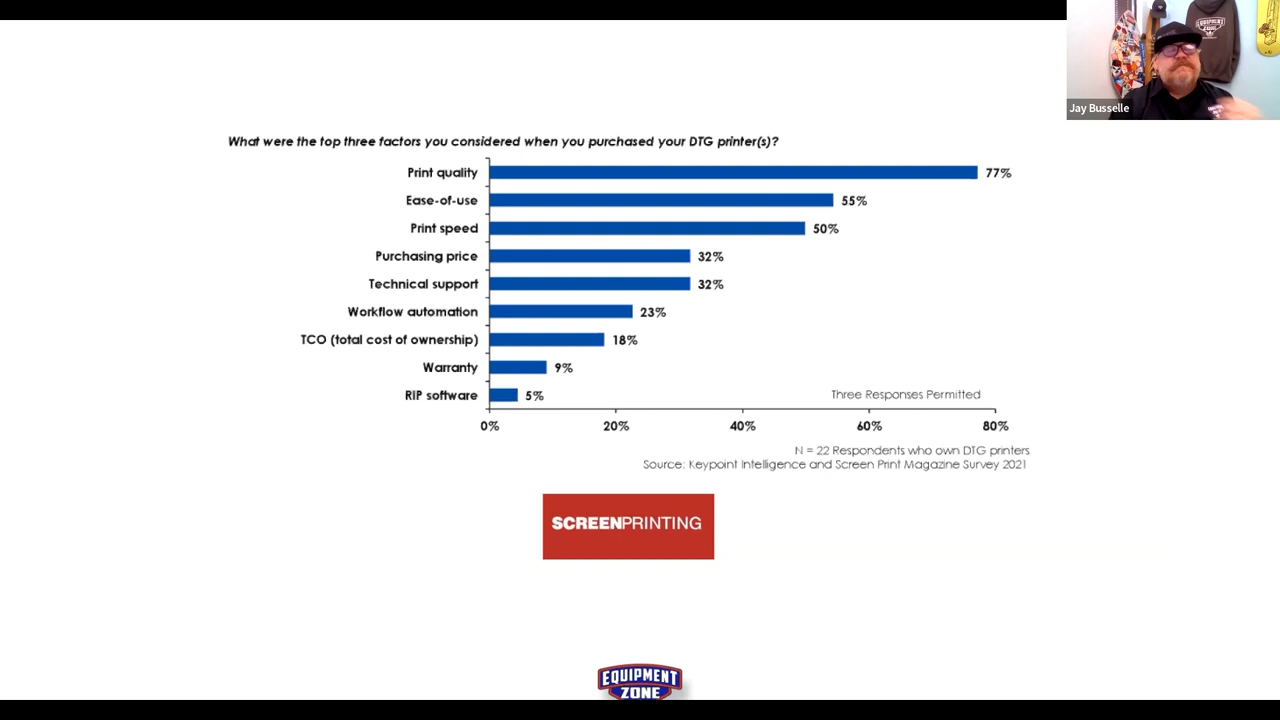 Jay Busselle
What were the top three factors you considered when you purchased your DTG printer(s)?
Print quality 77%
Ease-of-use 55%
Print speed 50%
Purchasing price 32%
Technical support 32%
Workflow automation 23%
TCO (total cost of ownership) 18%
Warranty 9%
RIP software 5%
Three Responses Permitted
0% 20% 40% 60% 80%
N = 22 Respondents who own DTG printers
Source: Keypoint Intelligence and Screen Print Magazine Survey 2021
SCREENPRINTING
EQUIPMENT
ZONE